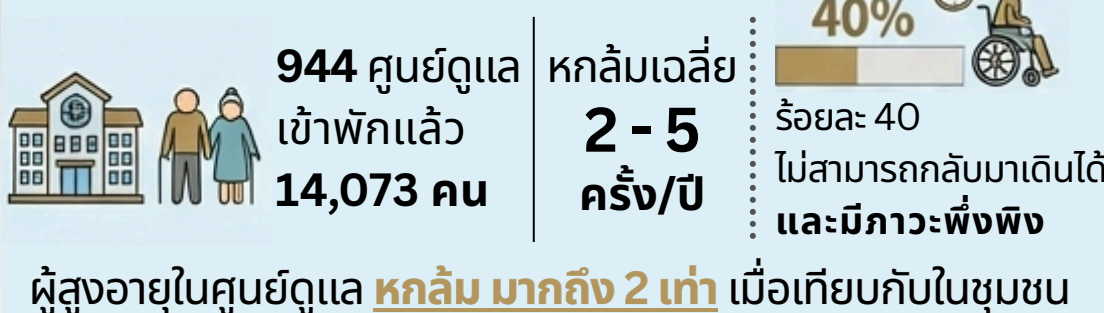 944 ศูนย์ดูแล
เข้าพักแล้ว
14,073 คน
หกล้มเฉลี่ย
2 - 5
ครั้ง/ปี
40%
ร้อยละ 40
ไม่สามารถกลับมาเดินได้
และมีภาวะพึ่งพิง
ผู้สูงอายุในศูนย์ดูแล หกล้ม มากถึง 2 เท่า เมื่อเทียบกับในชุมชน